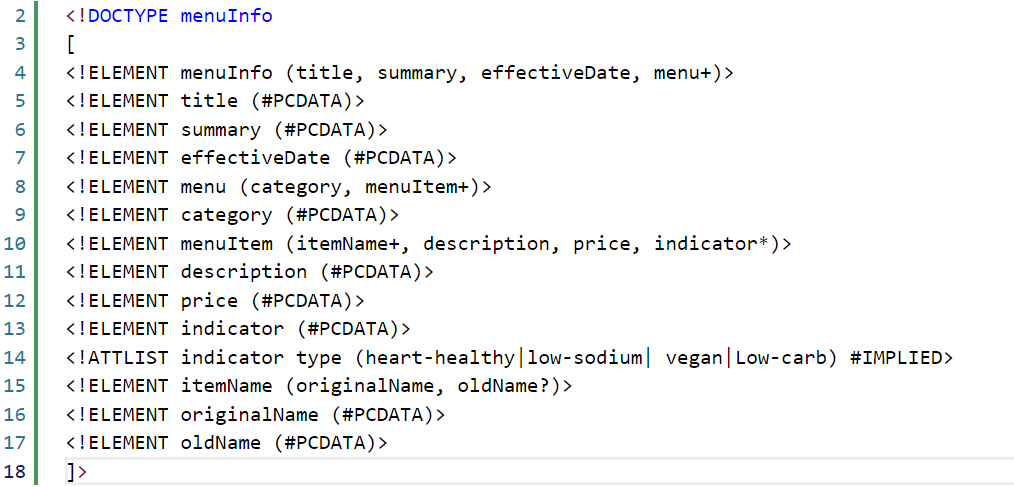 2 <!DOCTYPE menuInfo
3 [
4 <!ELEMENT menuInfo (title, summary, effectiveDate, menu+)>
5 <!ELEMENT title (#PCDATA)>
6 <!ELEMENT summary (#PCDATA)>
7 <!ELEMENT effectiveDate (#PCDATA)>
8 <!ELEMENT menu (category, menuItem+)>
9 <!ELEMENT category (#PCDATA)>
10 <!ELEMENT menuItem (itemName+, description, price, indicator*)>
11 <!ELEMENT description (#PCDATA)>
12 <!ELEMENT price (#PCDATA)>
13 <!ELEMENT indicator (#PCDATA)>
14 <!ATTLIST indicator type (heart-healthy|low-sodium| vegan|Low-carb) #IMPLIED>
15 <!ELEMENT itemName (originalName, oldName?)>
16 <!ELEMENT originalName (#PCDATA)>
17 <!ELEMENT oldName (#PCDATA)>
18 ]>